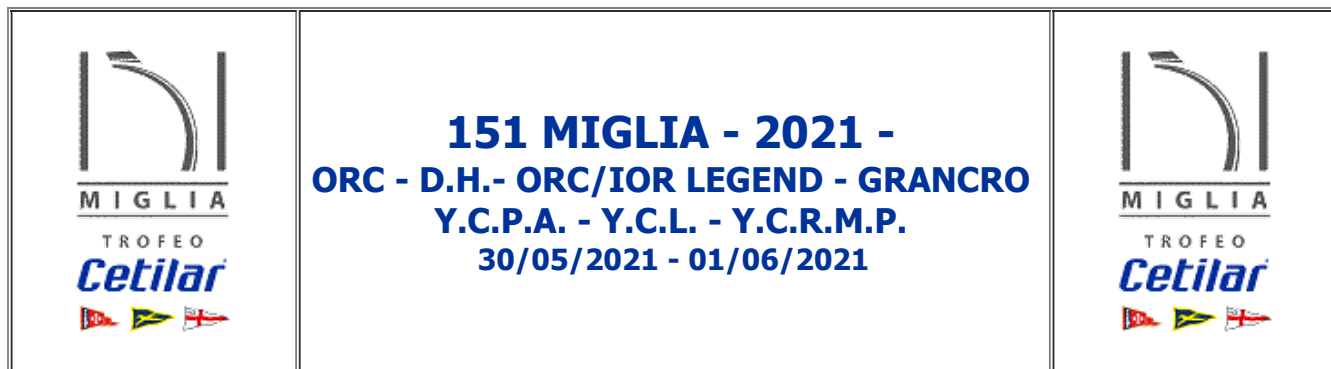 MIGLIA
TROFEO
Cetilar
151 MIGLIA - 2021 -
ORC - D.H.- ORC/IOR LEGEND - GRANCRO
Y.C.P.A. - Y.C.L. - Y.C.R.M.P.
30/05/2021 - 01/06/2021
MIGLIA
TROFEO
Cetilar